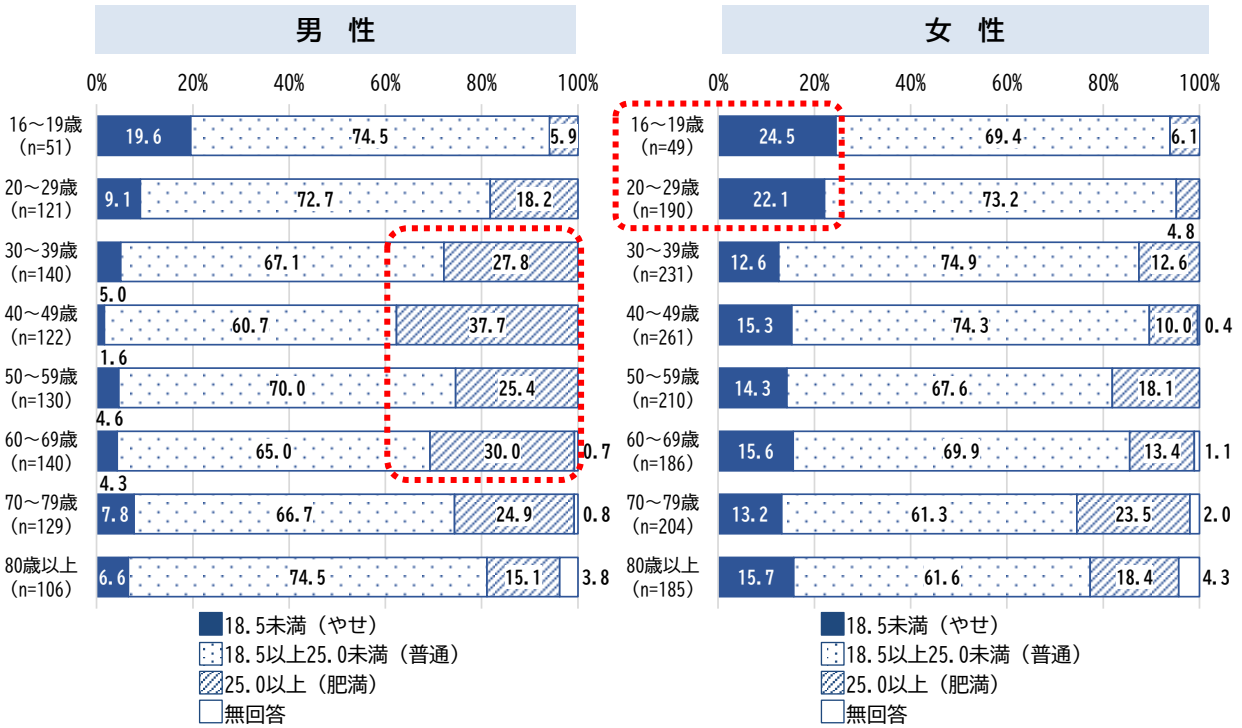 男 性
0% 20% 40% 60% 80% 100%
16～19歳
(n=51)
19.6 74.5 5.9
20～29歳
(n=121)
9.1 72.7 18.2
30～39歳
(n=140)
67.1 27.8
5.0
40～49歳
(n=122)
60.7 37.7
1.6
50～59歳
(n=130)
70.0 25.4
4.6
60～69歳
(n=140)
65.0 30.0 0.7
4.3
70～79歳
(n=129)
7.8 66.7 24.9 0.8
80歳以上
(n=106)
6.6 74.5 15.1 3.8
18.5未満（やせ）
18.5以上25.0未満（普通）
25.0以上（肥満）
無回答
女 性
0% 20% 40% 60% 80% 100%
16～19歳
(n=49)
24.5 69.4 6.1
20～29歳
(n=190)
22.1 73.2
4.8
30～39歳
(n=231)
12.6 74.9 12.6
40～49歳
(n=261)
15.3 74.3 10.0 0.4
50～59歳
(n=210)
14.3 67.6 18.1
60～69歳
(n=186)
15.6 69.9 13.4 1.1
70～79歳
(n=204)
13.2 61.3 23.5 2.0
80歳以上
(n=185)
15.7 61.6 18.4 4.3
18.5未満（やせ）
18.5以上25.0未満（普通）
25.0以上（肥満）
無回答